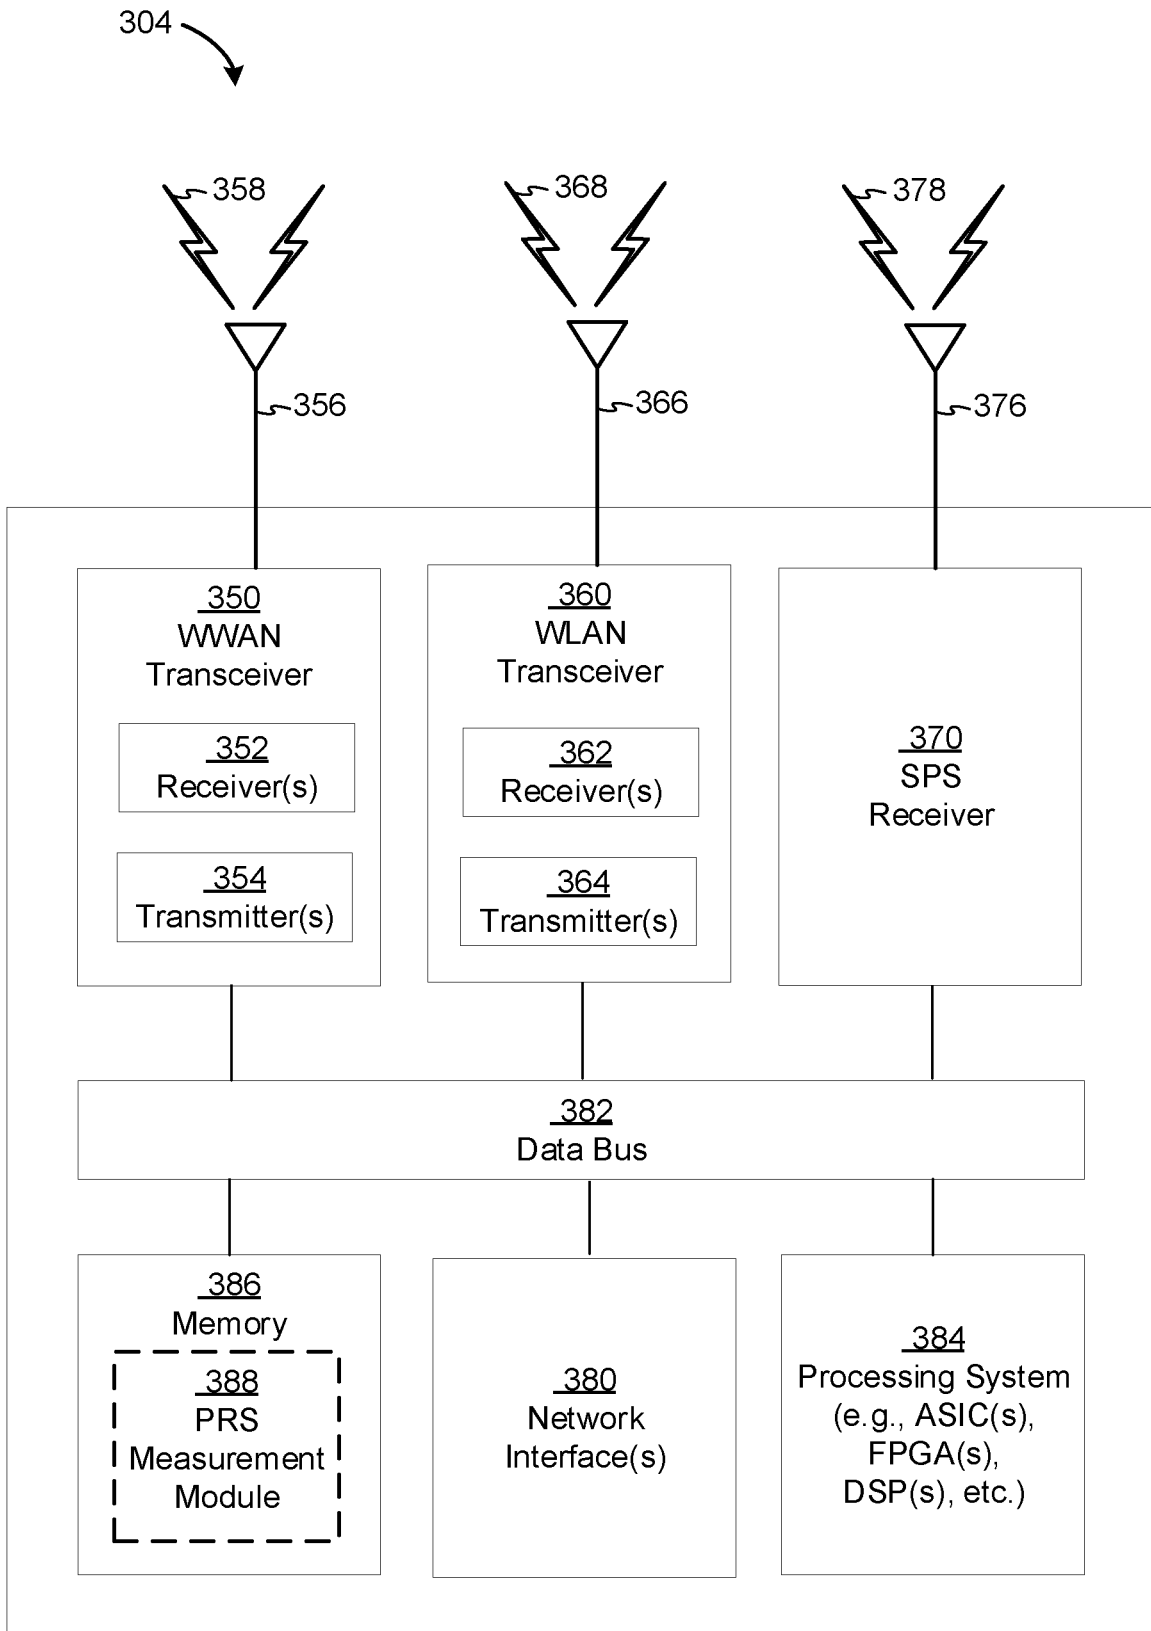 304
358
368
378
356
366
376
350
WWAN
Transceiver
352
Receiver(s)
354
Transmitter(s)
360
WLAN
Transceiver
362
Receiver(s)
364
Transmitter(s)
370
SPS
Receiver
382
Data Bus
386
Memory
388
PRS
Measurement
Module
380
Network
Interface(s)
384
Processing System
(e.g., ASIC(s),
FPGA(s),
DSP(s), etc.)